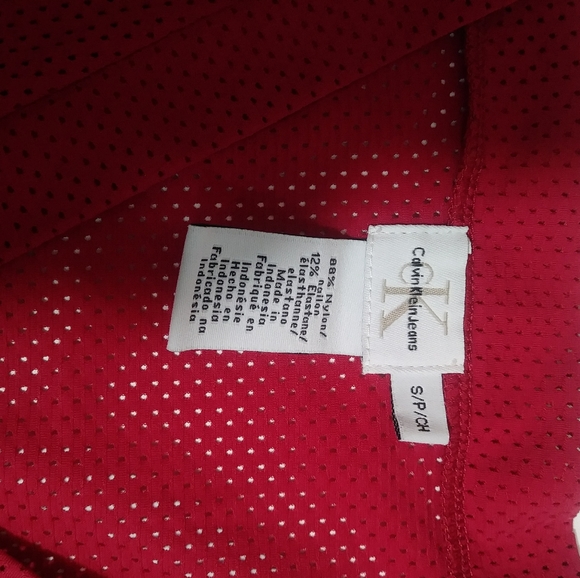 CK
Calvin Klein Jeans
S/P/CH
88% Nylon/
nailon
12% Elastane/
élasthanne/
elastano
Made in
Indonesia
Fabriqué en
Indonésie
Hecho en
Indonesia
Fabricado na
Indonésia